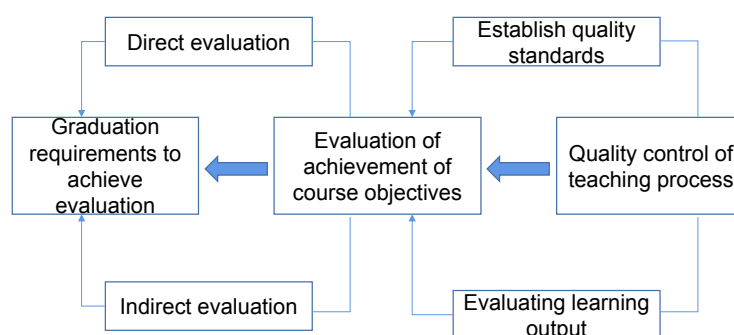 Direct evaluation
Establish quality
standards
Graduation
requirements to
achieve
evaluation
Evaluation of
achievement of
course objectives
Quality control of
teaching process
Indirect evaluation
Evaluating learning
output